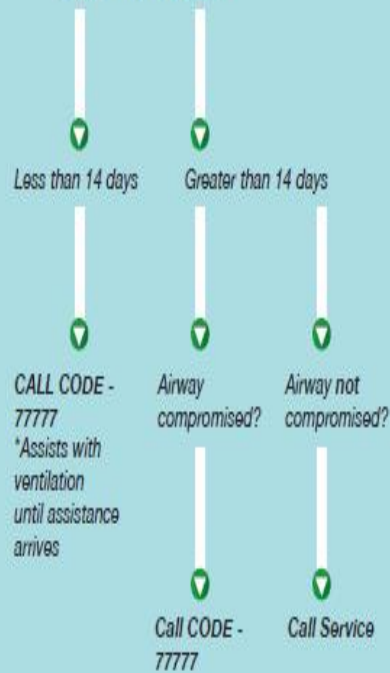 Less than 14 days
Greater than 14 days
CALL CODE -
77777
*Assists with
ventilation
until assistance
arrives
Airway
compromised?
Airway not
compromised?
Call CODE -
77777
Call Service